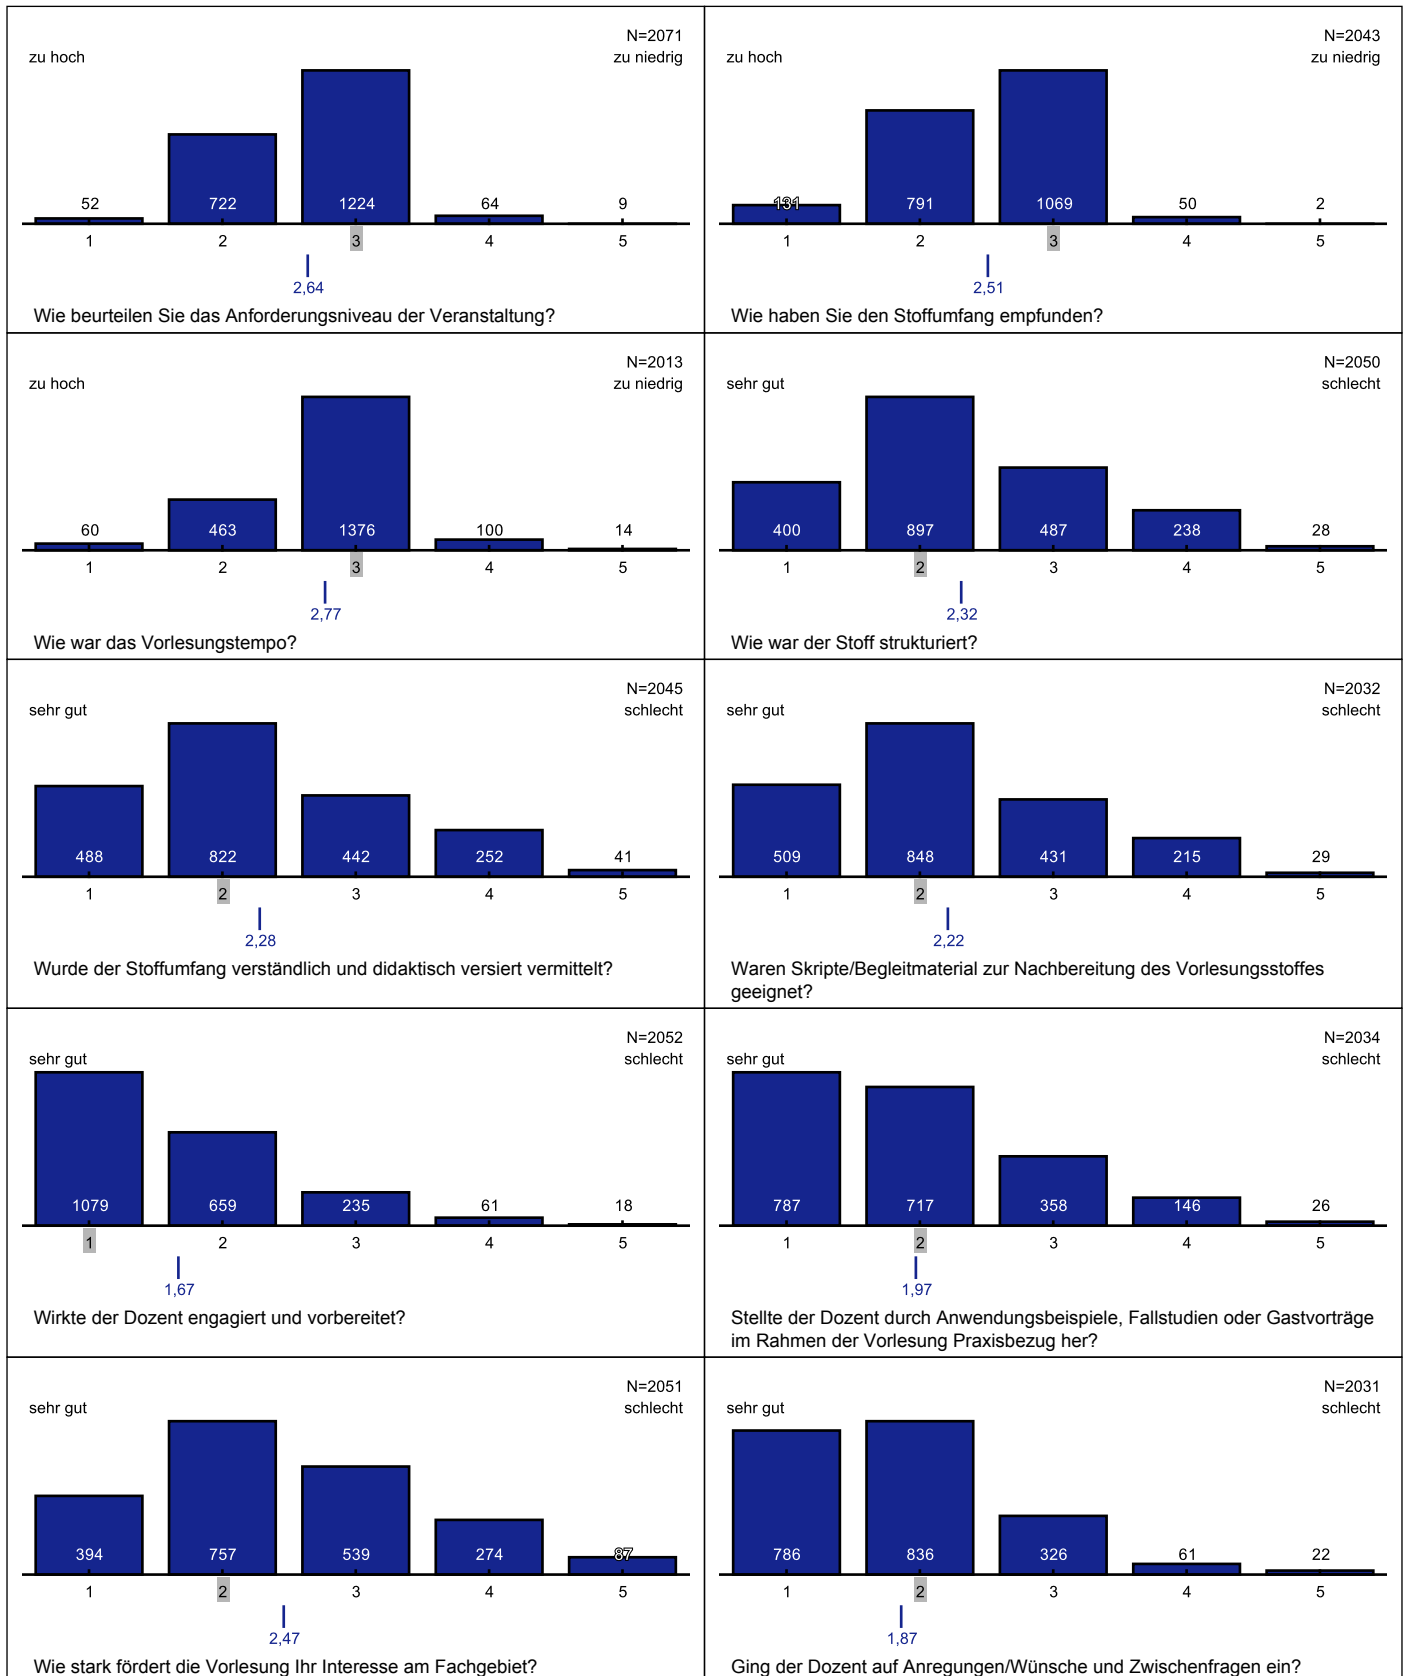 N=2071
zu hoch zu niedrig
52 722 1224 64 9
1 2 3 4 5
2,64
Wie beurteilen Sie das Anforderungsniveau der Veranstaltung?
N=2043
zu hoch zu niedrig
131 791 1069 50 2
1 2 3 4 5
2,51
Wie haben Sie den Stoffumfang empfunden?
N=2013
zu hoch zu niedrig
60 463 1376 100 14
1 2 3 4 5
2,77
Wie war das Vorlesungstempo?
N=2050
sehr gut schlecht
400 897 487 238 28
1 2 3 4 5
2,32
Wie war der Stoff strukturiert?
N=2045
sehr gut schlecht
488 822 442 252 41
1 2 3 4 5
2,28
Wurde der Stoffumfang verständlich und didaktisch versiert vermittelt?
N=2032
sehr gut schlecht
509 848 431 215 29
1 2 3 4 5
2,22
Waren Skripte/Begleitmaterial zur Nachbereitung des Vorlesungsstoffes
geeignet?
N=2052
sehr gut schlecht
1079 659 235 61 18
1 2 3 4 5
1,67
Wirkte der Dozent engagiert und vorbereitet?
N=2034
sehr gut schlecht
787 717 358 146 26
1 2 3 4 5
1,97
Stellte der Dozent durch Anwendungsbeispiele, Fallstudien oder Gastvorträge
im Rahmen der Vorlesung Praxisbezug her?
N=2051
sehr gut schlecht
394 757 539 274 87
1 2 3 4 5
2,47
Wie stark fördert die Vorlesung Ihr Interesse am Fachgebiet?
N=2031
sehr gut schlecht
786 836 326 61 22
1 2 3 4 5
1,87
Ging der Dozent auf Anregungen/Wünsche und Zwischenfragen ein?